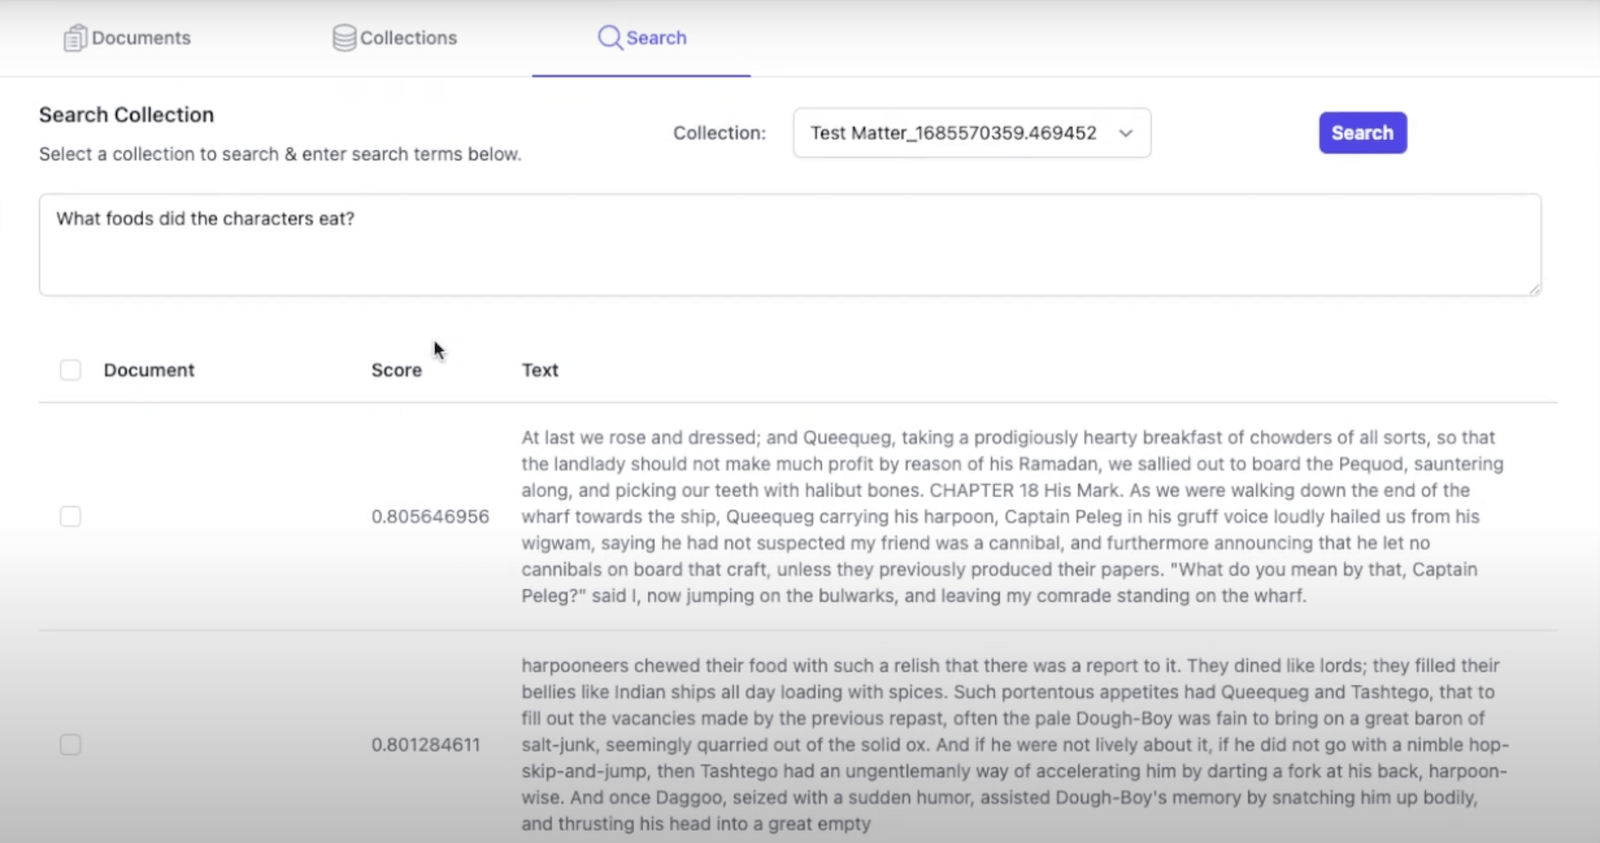 Documents
Collections
Search
Search Collection
Select a collection to search & enter search terms below.
Collection:
Test Matter_1685570359.469452
Search
What foods did the characters eat?
Document
Score
Text
0.805646956
At last we rose and dressed; and Queequeg, taking a prodigiously hearty breakfast of chowders of all sorts, so that
the landlady should not make much profit by reason of his Ramadan, we sallied out to board the Pequod, sauntering
along, and picking our teeth with halibut bones. CHAPTER 18 His Mark. As we were walking down the end of the
wharf towards the ship, Queequeg carrying his harpoon, Captain Peleg in his gruff voice loudly hailed us from his
wigwam, saying he had not suspected my friend was a cannibal, and furthermore announcing that he let no
cannibals on board that craft, unless they previously produced their papers. "What do you mean by that, Captain
Peleg?" said I, now jumping on the bulwarks, and leaving my comrade standing on the wharf.
0.801284611
harpooneers chewed their food with such a relish that there was a report to it. They dined like lords; they filled their
bellies like Indian ships all day loading with spices. Such portentous appetites had Queequeg and Tashtego, that to
fill out the vacancies made by the previous repast, often the pale Dough-Boy was fain to bring on a great baron of
salt-junk, seemingly quarried out of the solid ox. And if he were not lively about it, if he did not go with a nimble hop-
skip-and-jump, then Tashtego had an ungentlemanly way of accelerating him by darting a fork at his back, harpoon-
wise. And once Daggoo, seized with a sudden humor, assisted Dough-Boy's memory by snatching him up bodily,
and thrusting his head into a great empty